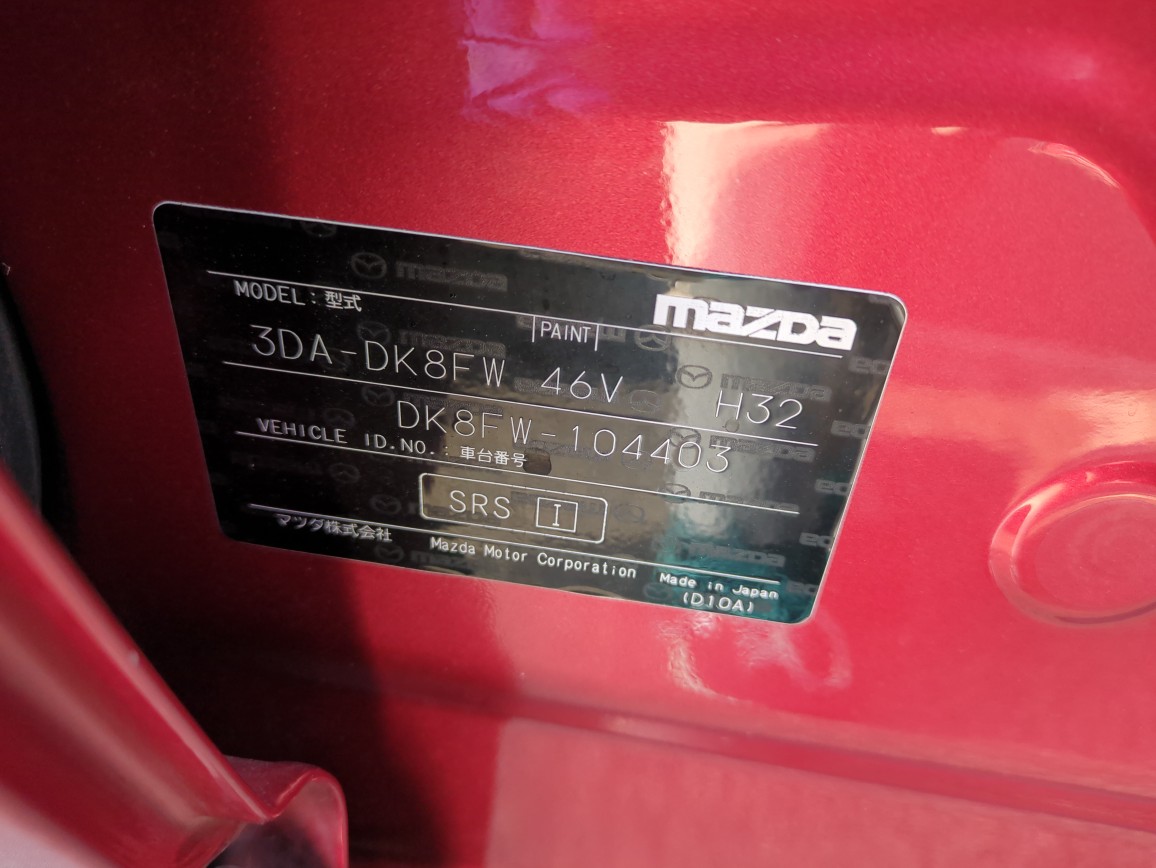 mazda
MODEL:型式
PAINT
3DA-DK8FW 46V H32
DK8FW-104403
VEHICLE ID.NO.:車台番号
SRS I
マツダ株式会社 Mazda Motor Corporation Made in Japan
(D10A)